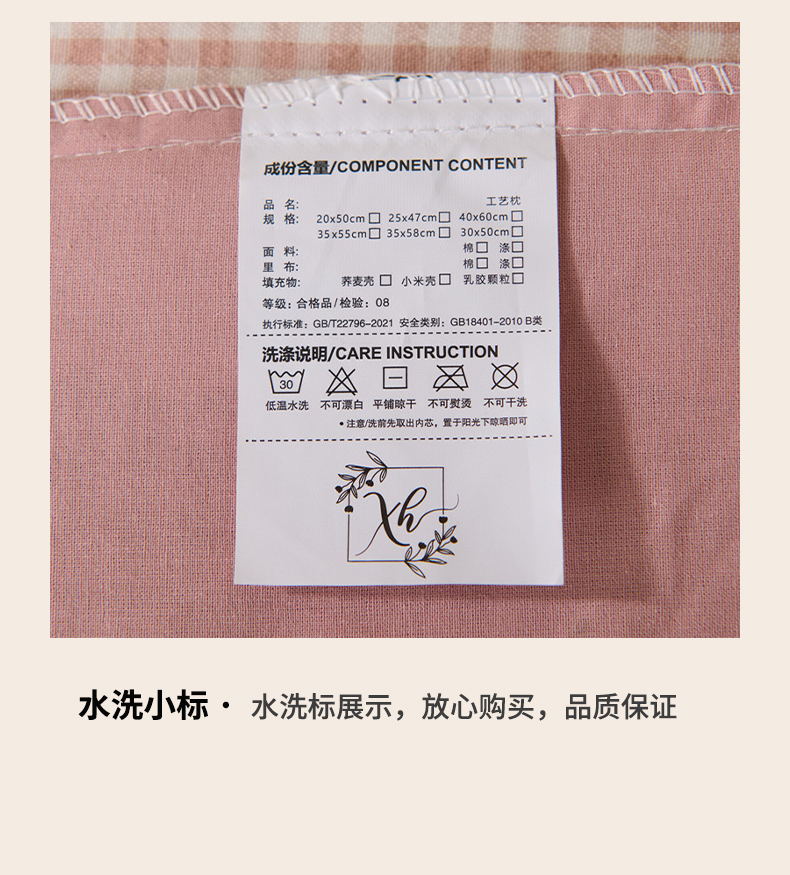 成份含量/COMPONENT CONTENT
品 名: 工艺枕
规 格: 20x50cm□ 25x47cm□ 40x60cm□
35x55cm□ 35x58cm□ 30x50cm□
面 料: 棉□ 涤□
里 布: 棉□ 涤□
填充物: 荞麦壳□ 小米壳□ 乳胶颗粒□
等级: 合格品/检验: 08
执行标准: GB/T22796-2021 安全类别: GB18401-2010 B类
洗涤说明/CARE INSTRUCTION
30
低温水洗 不可漂白 平铺晾干 不可熨烫 不可干洗
•注意/洗前先取出内芯，置于阳光下晾晒即可
Xh
水洗小标 · 水洗标展示，放心购买，品质保证